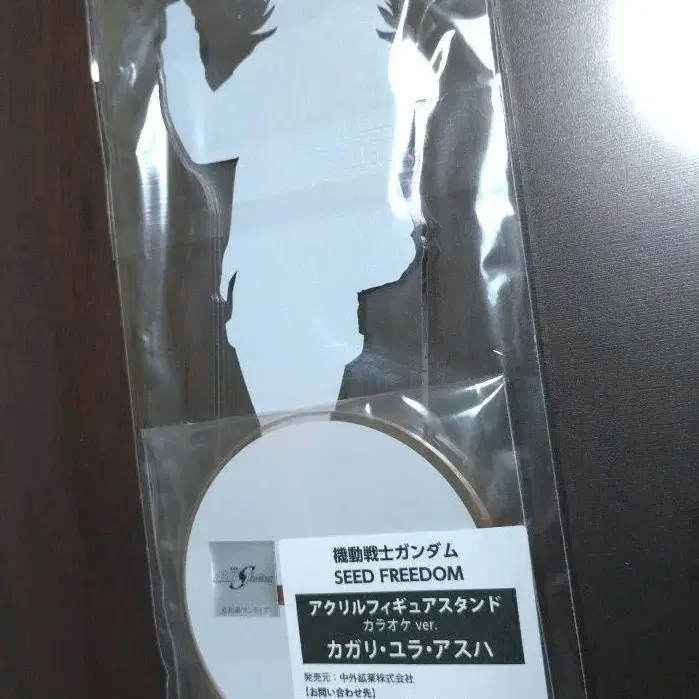 機動戦士ガンダム
SEED FREEDOM
アクリルフィギュアスタンド
カラオケ ver.
カガリ・ユラ・アスハ
発売元：中外鉱業株式会社
【お問い合わせ先】